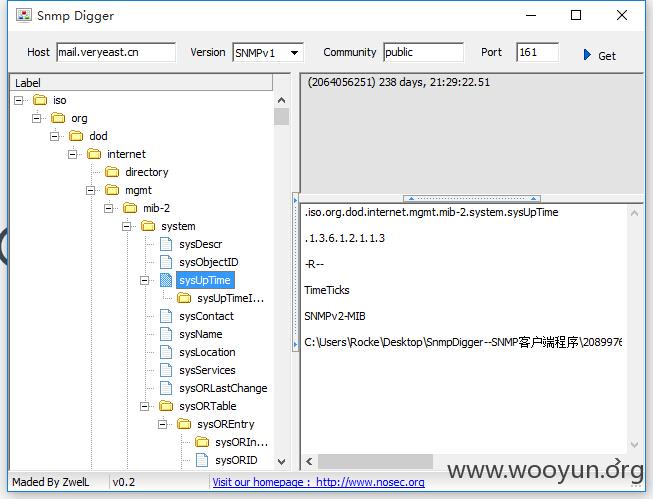 Snmp Digger
Host mail.veryeast.cn Version SNMPv1 Community public Port 161 Get
Label
iso
org
dod
internet
directory
mgmt
mib-2
system
sysDescr
sysObjectID
sysUpTime
sysUpTimeI...
sysContact
sysName
sysLocation
sysServices
sysORLastChange
sysORTable
sysOREntry
sysORIn...
sysORID
(2064056251) 238 days, 21:29:22.51
.iso.org.dod.internet.mgmt.mib-2.system.sysUpTime
.1.3.6.1.2.1.1.3
-R--
TimeTicks
SNMPv2-MIB
C:\Users\Rocke\Desktop\SnmpDigger--SNMP客户端程序\2089976
Maded By ZwelL v0.2 Visit our homepage : http://www.nosec.org
www.wooyun.org